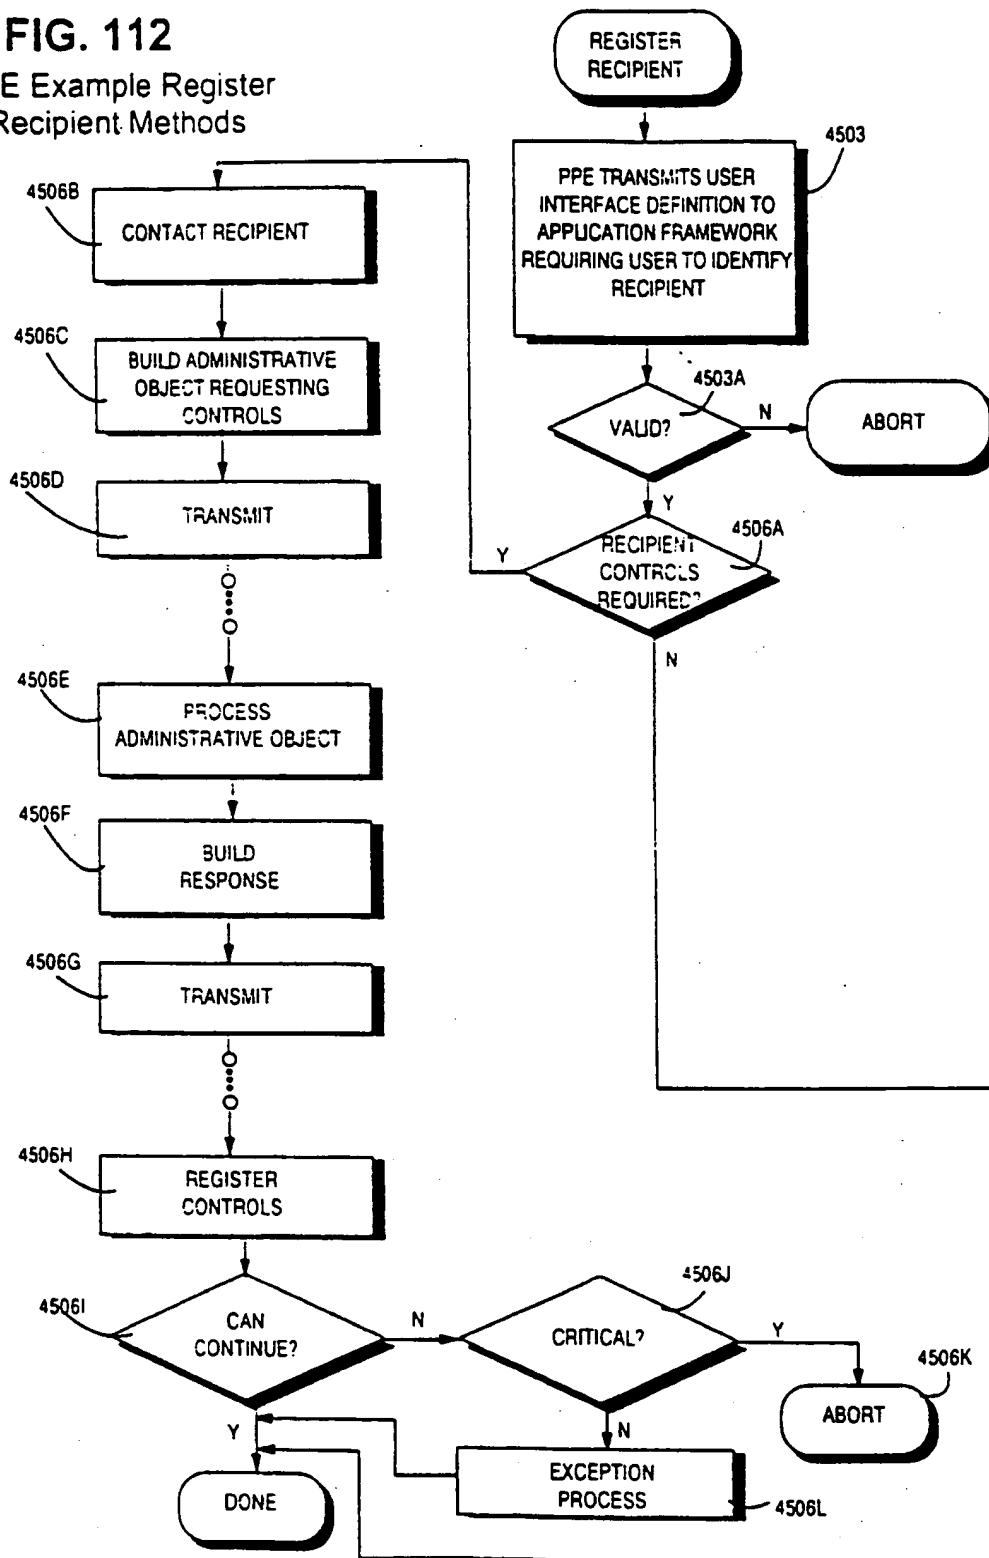 FIG. 112
E Example Register
Recipient Methods
REGISTER
RECIPIENT
4503
PPE TRANSMITS USER
INTERFACE DEFINITION TO
APPLICATION FRAMEWORK
REQUIRING USER TO IDENTIFY
RECIPIENT
4503A
VALID?
N
ABORT
Y
4506A
RECIPIENT
CONTROLS
REQUIRED?
Y
N
4506B
CONTACT RECIPIENT
4506C
BUILD ADMINISTRATIVE
OBJECT REQUESTING
CONTROLS
4506D
TRANSMIT
4506E
PROCESS
ADMINISTRATIVE OBJECT
4506F
BUILD
RESPONSE
4506G
TRANSMIT
4506H
REGISTER
CONTROLS
4506I
CAN
CONTINUE?
N
Y
4506J
CRITICAL?
Y
N
4506K
ABORT
EXCEPTION
PROCESS
4506L
DONE